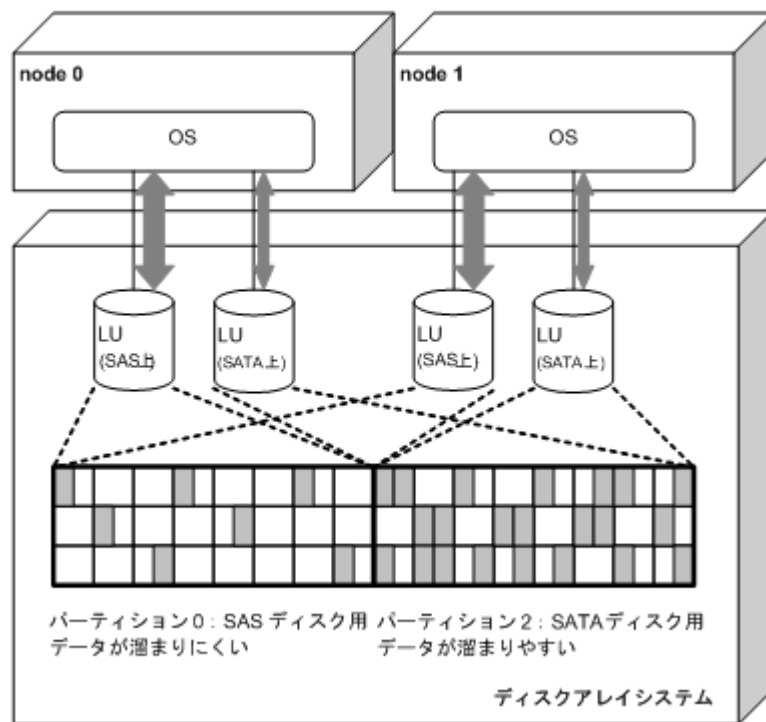 node 0
node 1
OS
OS
LU
(SAS上)
LU
(SATA上)
LU
(SAS上)
LU
(SATA上)
パーティション0：SAS ディスク用
データが溜まりにくい
パーティション2：SATAディスク用
データが溜まりやすい
ディスクアレイシステム